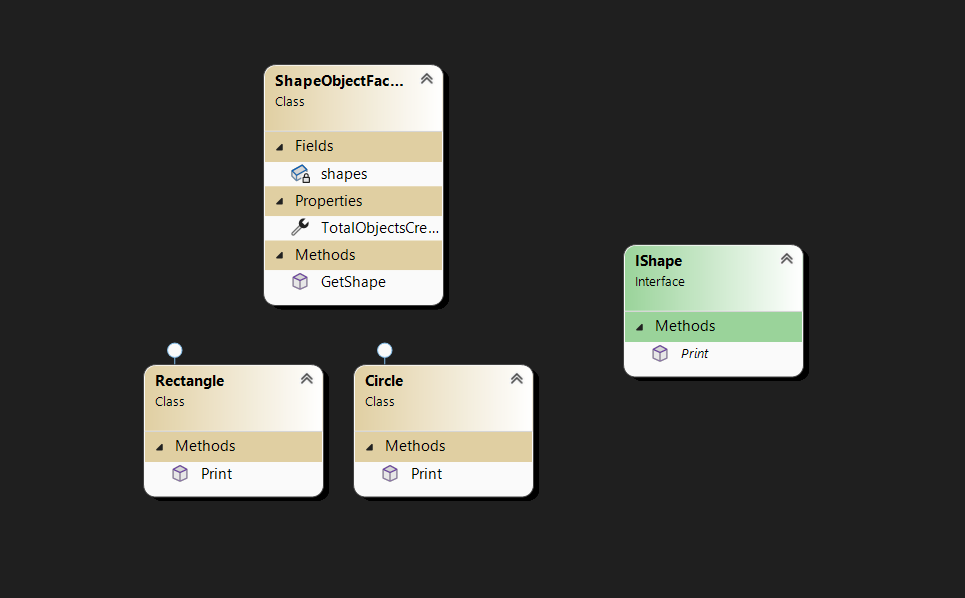 ShapeObjectFac...
Class
Fields
shapes
Properties
TotalObjectsCre...
Methods
GetShape
IShape
Interface
Methods
Print
Rectangle
Class
Methods
Print
Circle
Class
Methods
Print